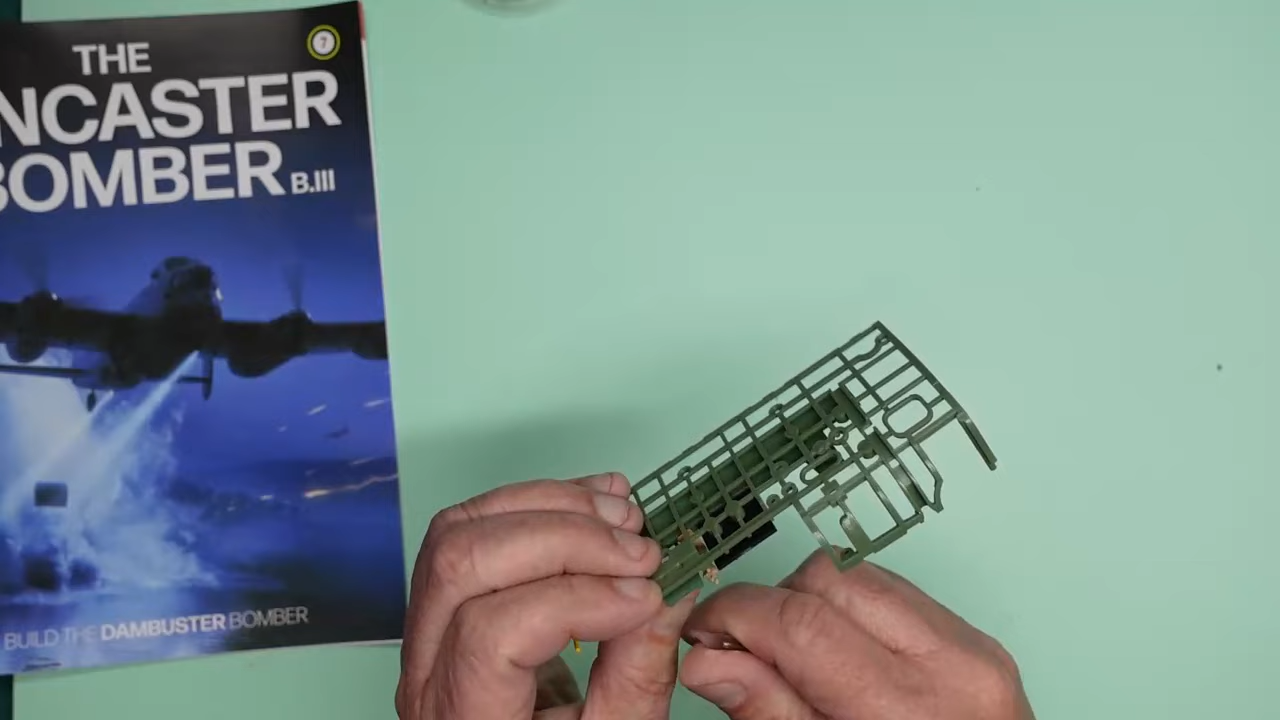 7
THE
NCASTER
BOMBER B.III
BUILD THE DAMBUSTER BOMBER